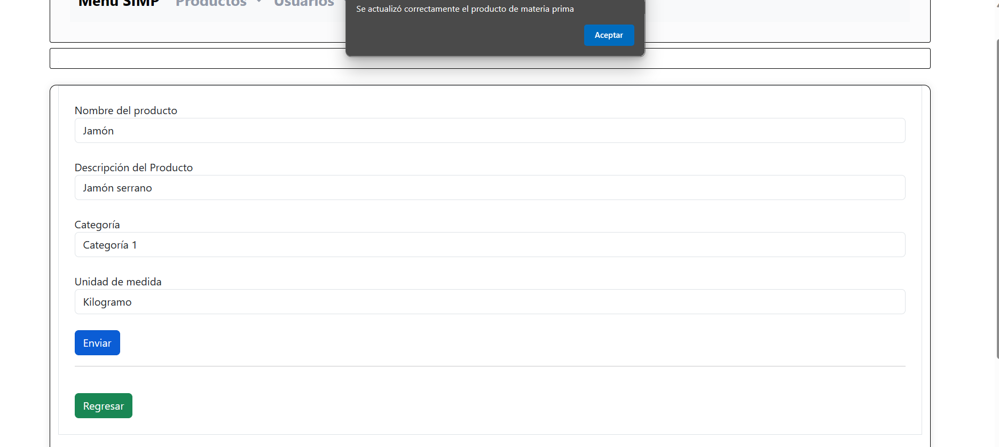 Menú SIMP Productos Usuarios
Se actualizó correctamente el producto de materia prima
Aceptar
Nombre del producto
Jamón
Descripción del Producto
Jamón serrano
Categoría
Categoría 1
Unidad de medida
Kilogramo
Enviar
Regresar